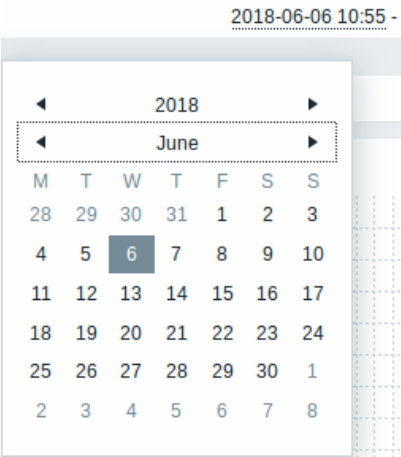 2018-06-06 10:55 -
2018
June
M T W T F S S
28 29 30 31 1 2 3
4 5 6 7 8 9 10
11 12 13 14 15 16 17
18 19 20 21 22 23 24
25 26 27 28 29 30 1
2 3 4 5 6 7 8